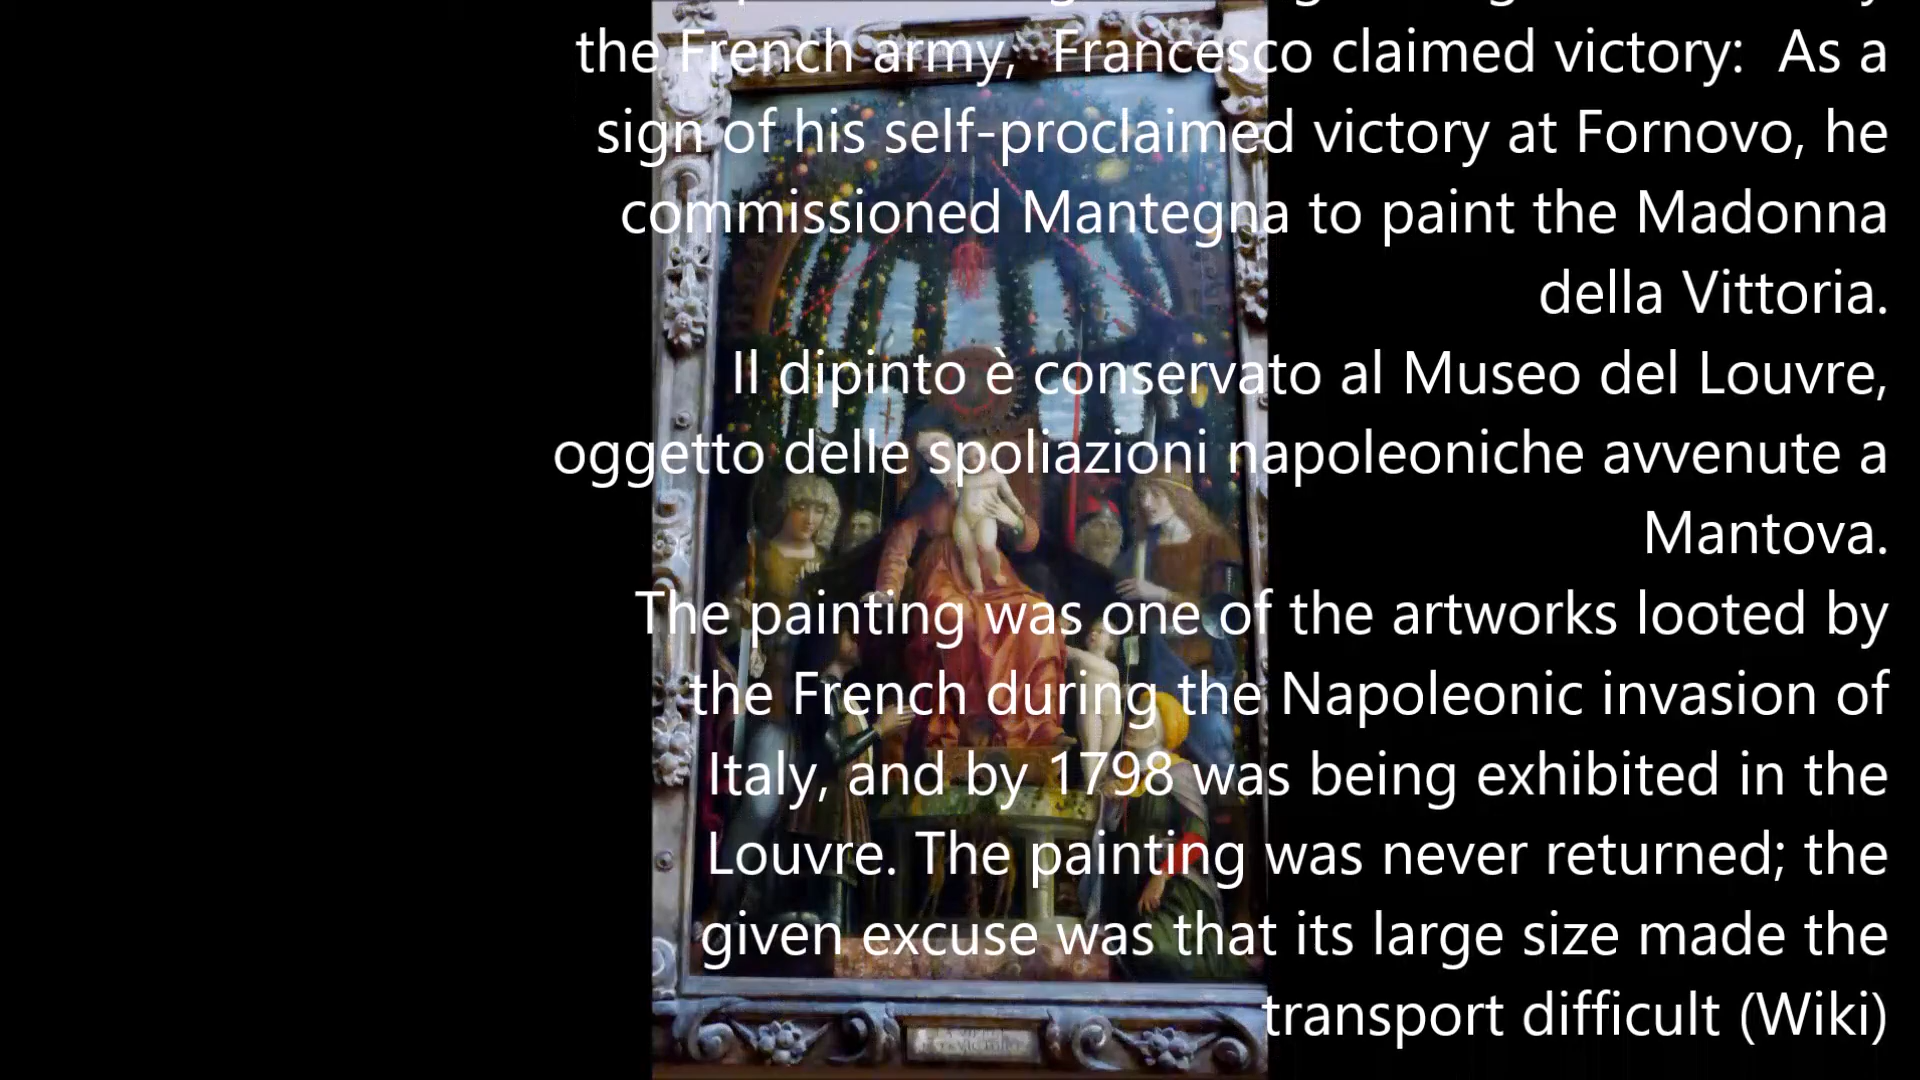 the French army,  Francesco claimed victory:  As a
sign of his self-proclaimed victory at Fornovo, he
commissioned Mantegna to paint the Madonna
della Vittoria.
Il dipinto è conservato al Museo del Louvre,
oggetto delle spoliazioni napoleoniche avvenute a
Mantova.
The painting was one of the artworks looted by
the French during the Napoleonic invasion of
Italy, and by 1798 was being exhibited in the
Louvre. The painting was never returned; the
given excuse was that its large size made the
transport difficult (Wiki)